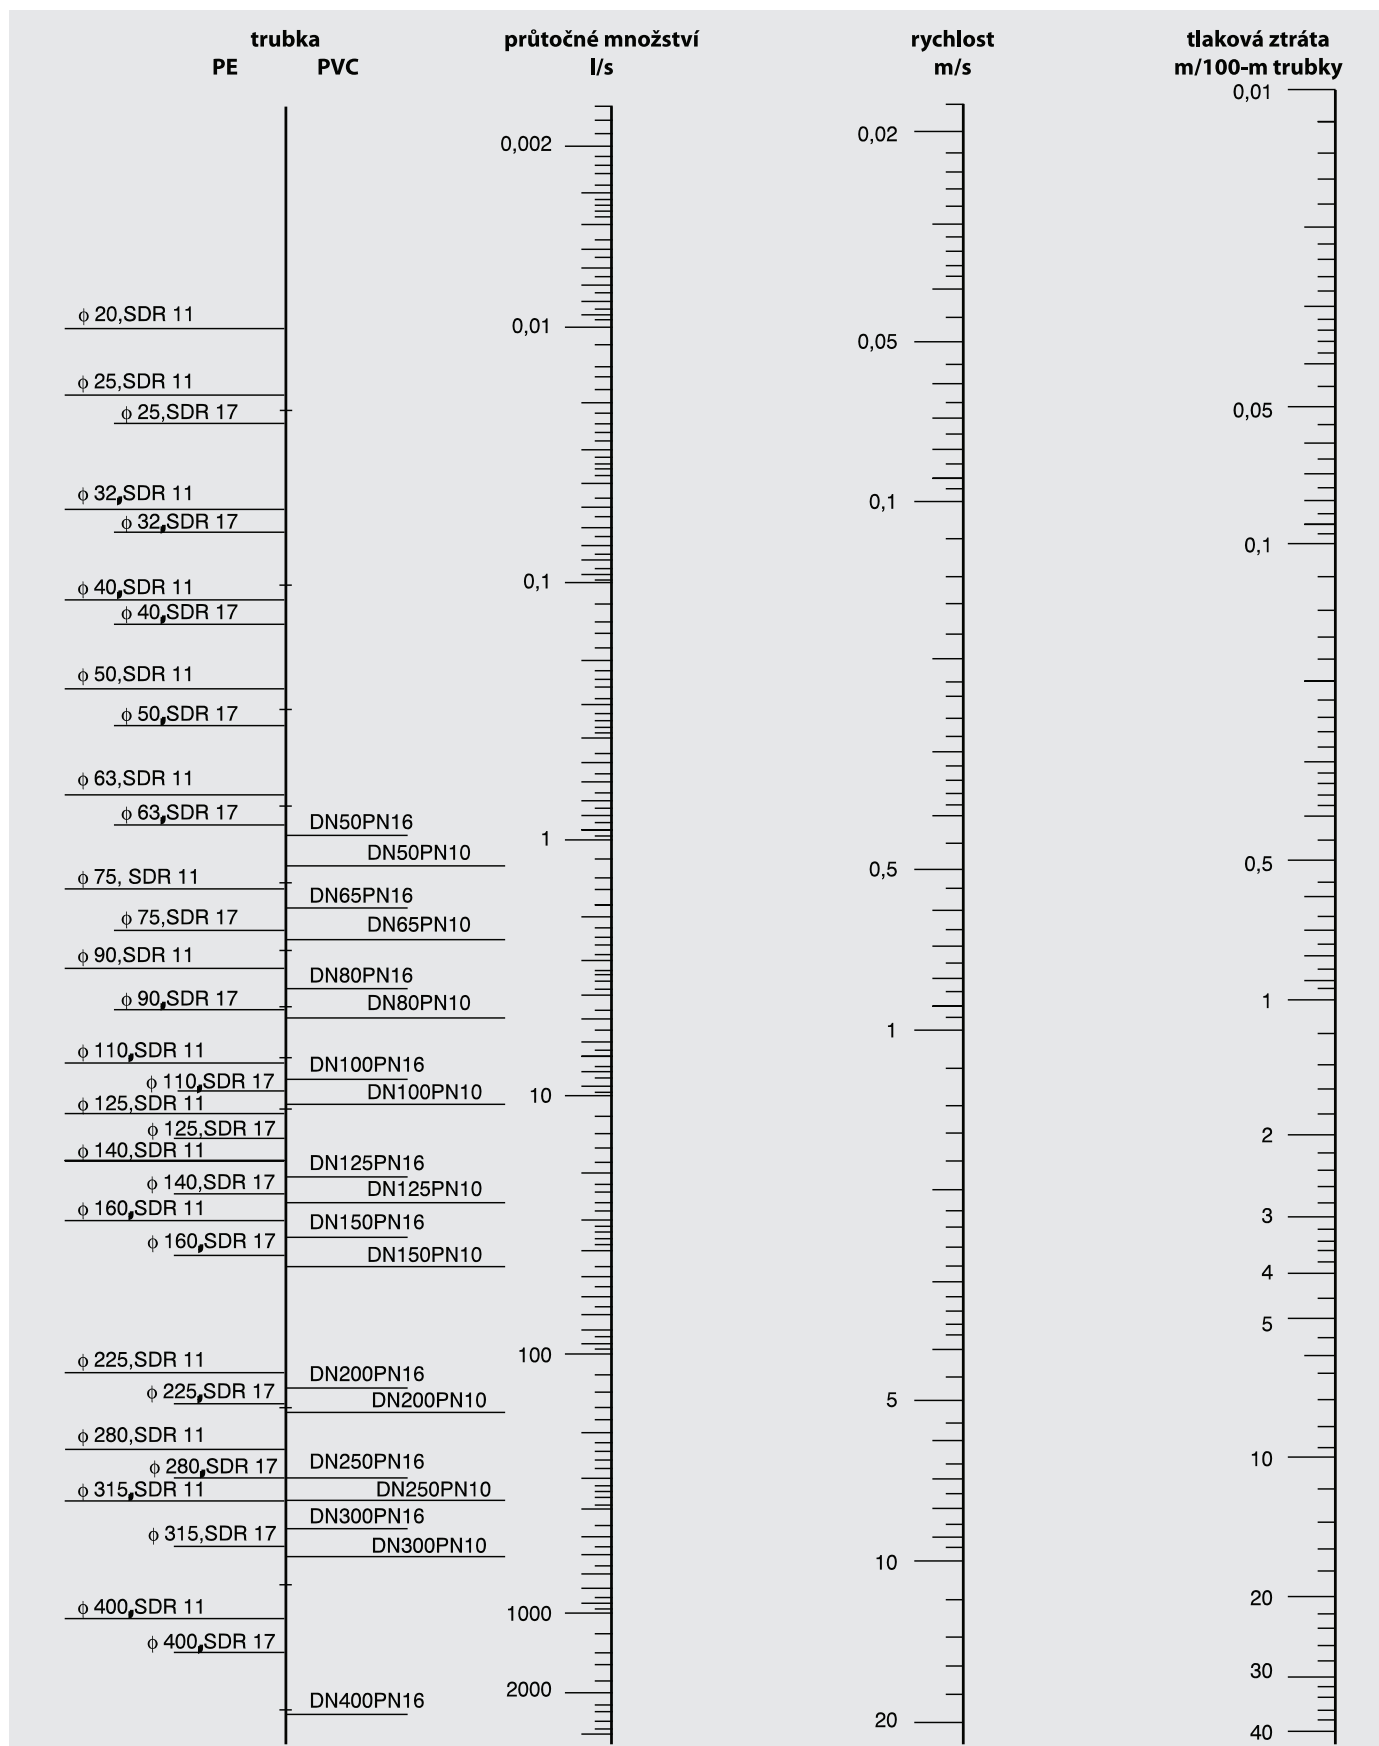 trubka
PE PVC
průtočné množství
l/s
rychlost
m/s
tlaková ztráta
m/100-m trubky
ϕ 20,SDR 11
ϕ 25,SDR 11
ϕ 25,SDR 17
ϕ 32,SDR 11
ϕ 32,SDR 17
ϕ 40,SDR 11
ϕ 40,SDR 17
ϕ 50,SDR 11
ϕ 50,SDR 17
ϕ 63,SDR 11
ϕ 63,SDR 17
ϕ 75, SDR 11
ϕ 75,SDR 17
ϕ 90,SDR 11
ϕ 90,SDR 17
ϕ 110,SDR 11
ϕ 110,SDR 17
ϕ 125,SDR 11
ϕ 125,SDR 17
ϕ 140,SDR 11
ϕ 140,SDR 17
ϕ 160,SDR 11
ϕ 160,SDR 17
ϕ 225,SDR 11
ϕ 225,SDR 17
ϕ 280,SDR 11
ϕ 280,SDR 17
ϕ 315,SDR 11
ϕ 315,SDR 17
ϕ 400,SDR 11
ϕ 400,SDR 17
DN50PN16
DN50PN10
DN65PN16
DN65PN10
DN80PN16
DN80PN10
DN100PN16
DN100PN10
DN125PN16
DN125PN10
DN150PN16
DN150PN10
DN200PN16
DN200PN10
DN250PN16
DN250PN10
DN300PN16
DN300PN10
DN400PN16
0,002
0,01
0,1
1
10
100
1000
2000
0,02
0,05
0,1
0,5
1
5
10
20
0,01
0,05
0,1
0,5
1
2
3
4
5
10
20
30
40